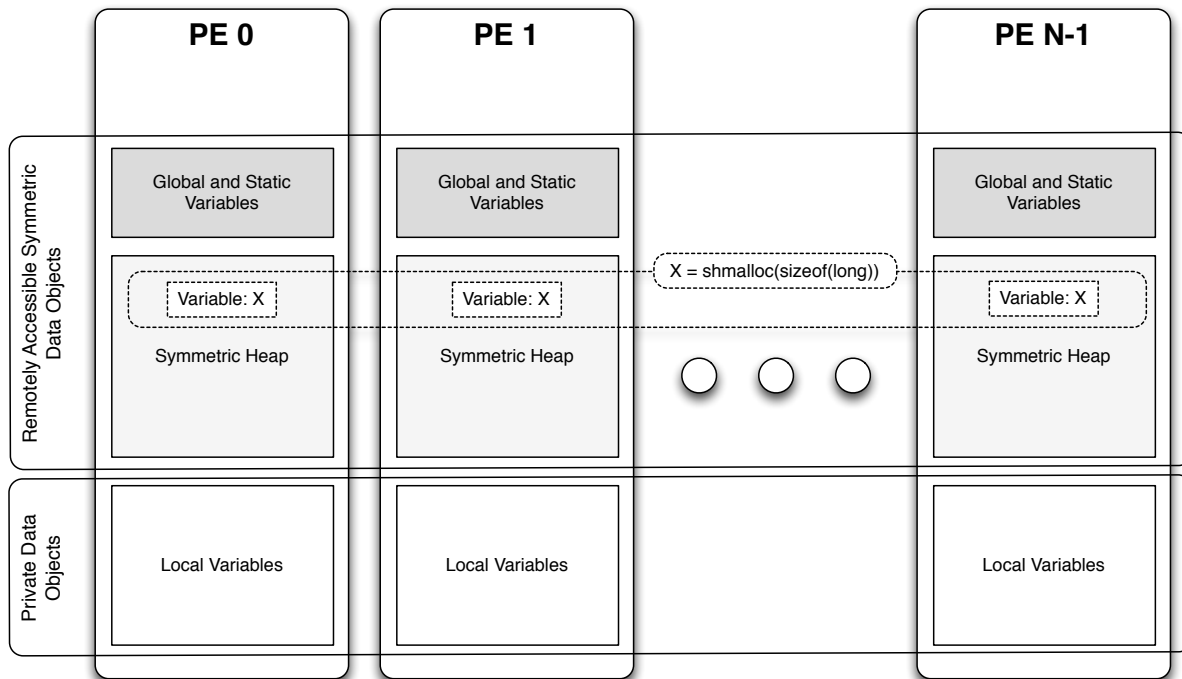 PE 0
PE 1
PE N-1
Remotely Accessible Symmetric
Data Objects
Global and Static
Variables
Global and Static
Variables
Global and Static
Variables
X = shmalloc(sizeof(long))
Variable: X
Variable: X
Variable: X
Symmetric Heap
Symmetric Heap
Symmetric Heap
Private Data
Objects
Local Variables
Local Variables
Local Variables